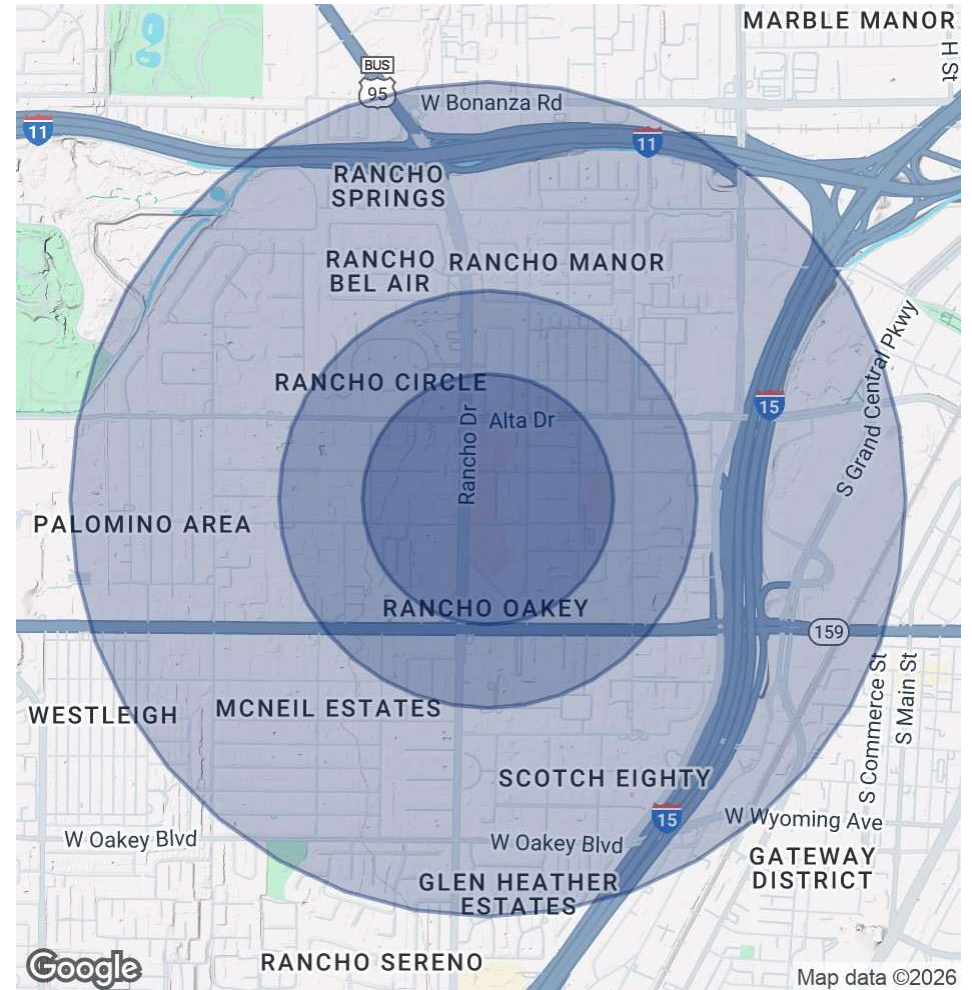 MARBLE MANOR
H St
BUS
95
W Bonanza Rd
11
11
RANCHO
SPRINGS
RANCHO
BEL AIR
RANCHO MANOR
RANCHO CIRCLE
Alta Dr
Rancho Dr
15
S Grand Central Pkwy
PALOMINO AREA
RANCHO OAKEY
159
WESTLEIGH
MCNEIL ESTATES
S Commerce St
S Main St
SCOTCH EIGHTY
15
W Wyoming Ave
W Oakey Blvd
W Oakey Blvd
GATEWAY
DISTRICT
GLEN HEATHER
ESTATES
RANCHO SERENO
Google
Map data ©2026